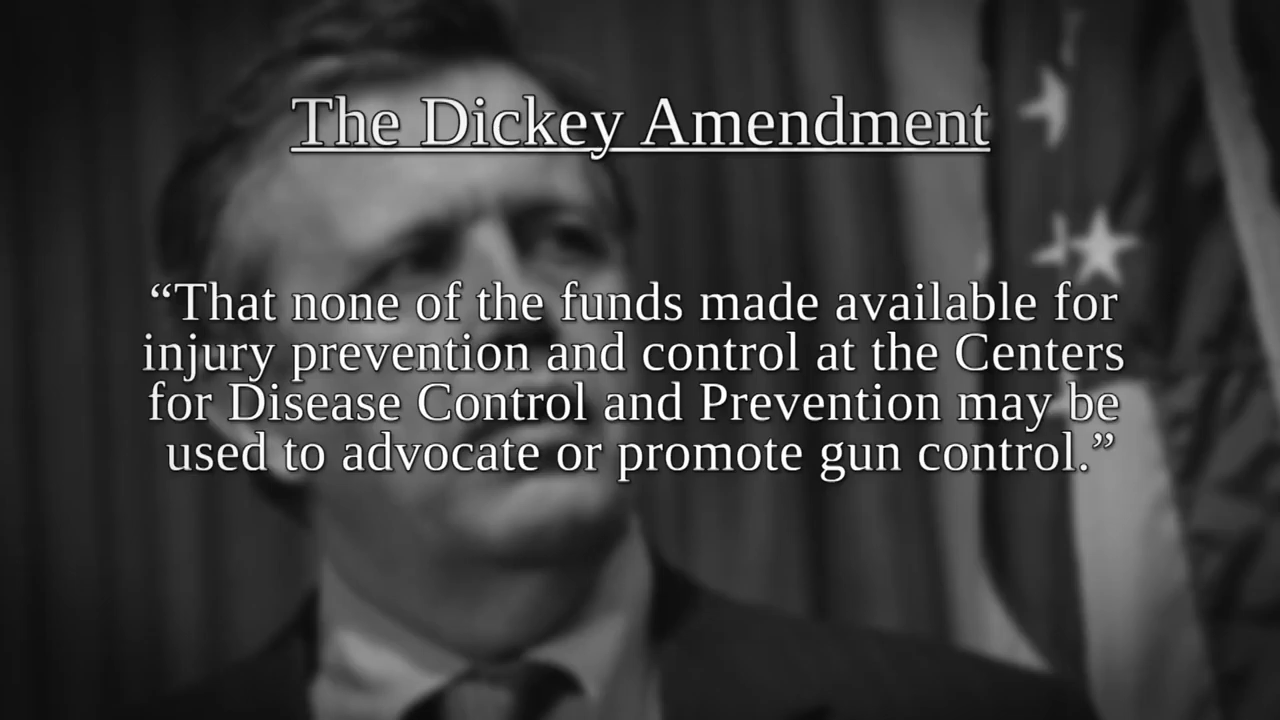 The Dickey Amendment
“That none of the funds made available for
injury prevention and control at the Centers
for Disease Control and Prevention may be
used to advocate or promote gun control.”